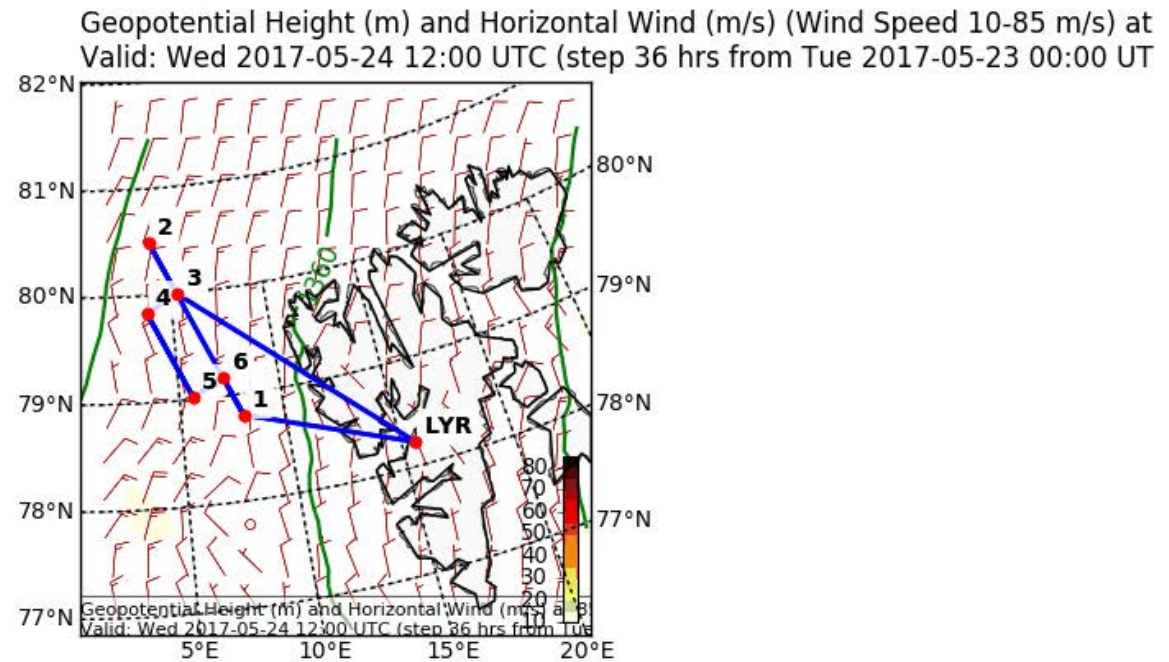 Geopotential Height (m) and Horizontal Wind (m/s) (Wind Speed 10-85 m/s) at
Valid: Wed 2017-05-24 12:00 UTC (step 36 hrs from Tue 2017-05-23 00:00 UT
82°N
80°N
81°N
2
3
360
79°N
80°N
4
6
5
1
79°N
78°N
LYR
80
70
78°N
60
77°N
50
40
30
20
10
Geopotential Height (m) and Horizontal Wind (m/s) a
77°N
Valid: Wed 2017-05-24 12:00 UTC (step 36 hrs from Tue
5°E 10°E 15°E 20°E